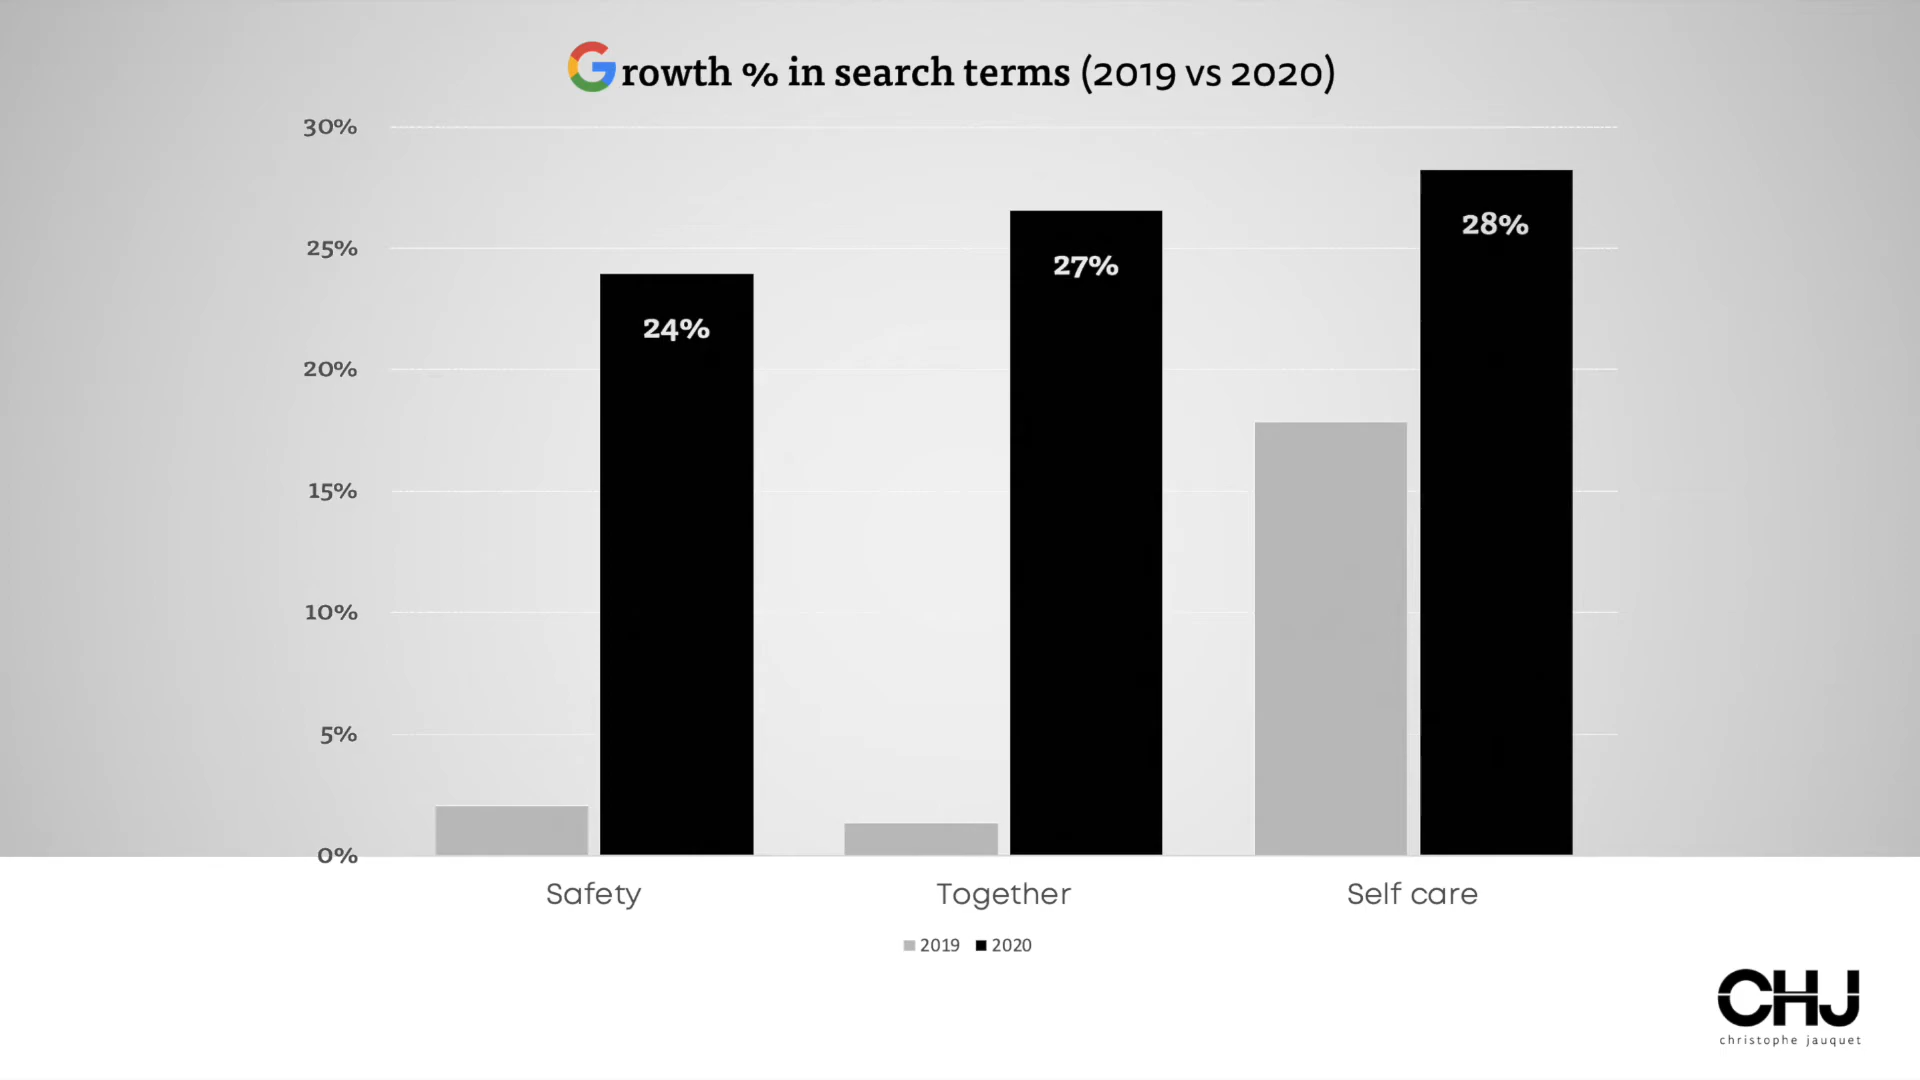 Growth % in search terms (2019 vs 2020)
30%
25%
20%
15%
10%
5%
0%
24%
27%
28%
Safety
Together
Self care
2019
2020
CHJ
christophe jauquet